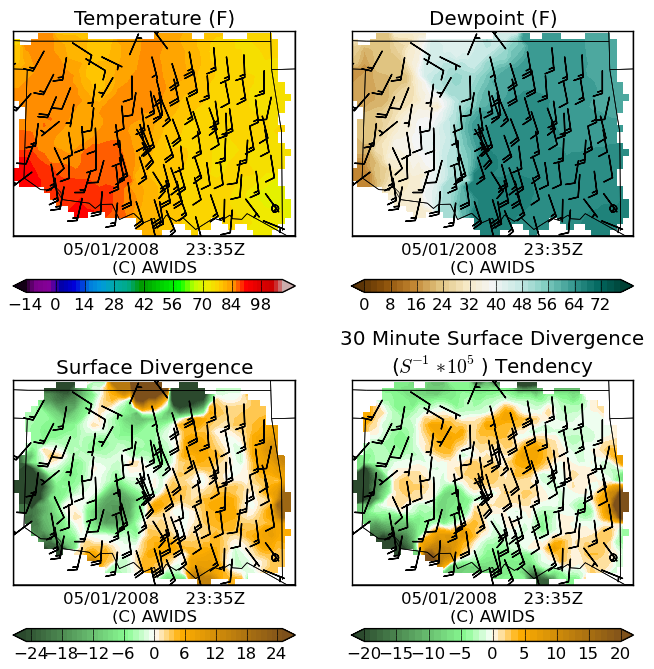 Temperature (F)
Dewpoint (F)
05/01/2008 23:35Z
(C) AWIDS
05/01/2008 23:35Z
(C) AWIDS
−14 0 14 28 42 56 70 84 98
0 8 16 24 32 40 48 56 64 72
Surface Divergence
30 Minute Surface Divergence
(S⁻¹ *10⁵ ) Tendency
05/01/2008 23:35Z
(C) AWIDS
05/01/2008 23:35Z
(C) AWIDS
−24 −18 −12 −6 0 6 12 18 24
−20 −15 −10 −5 0 5 10 15 20